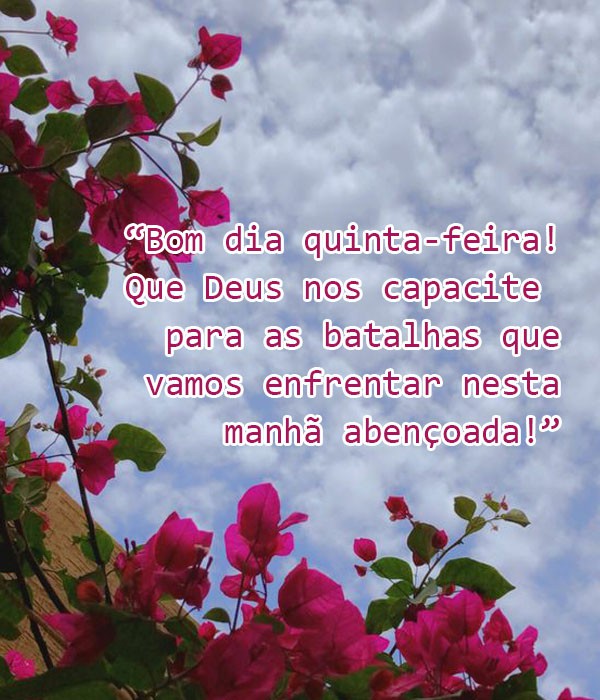 “Bom dia quinta-feira!
Que Deus nos capacite
para as batalhas que
vamos enfrentar nesta
manhã abençoada!”